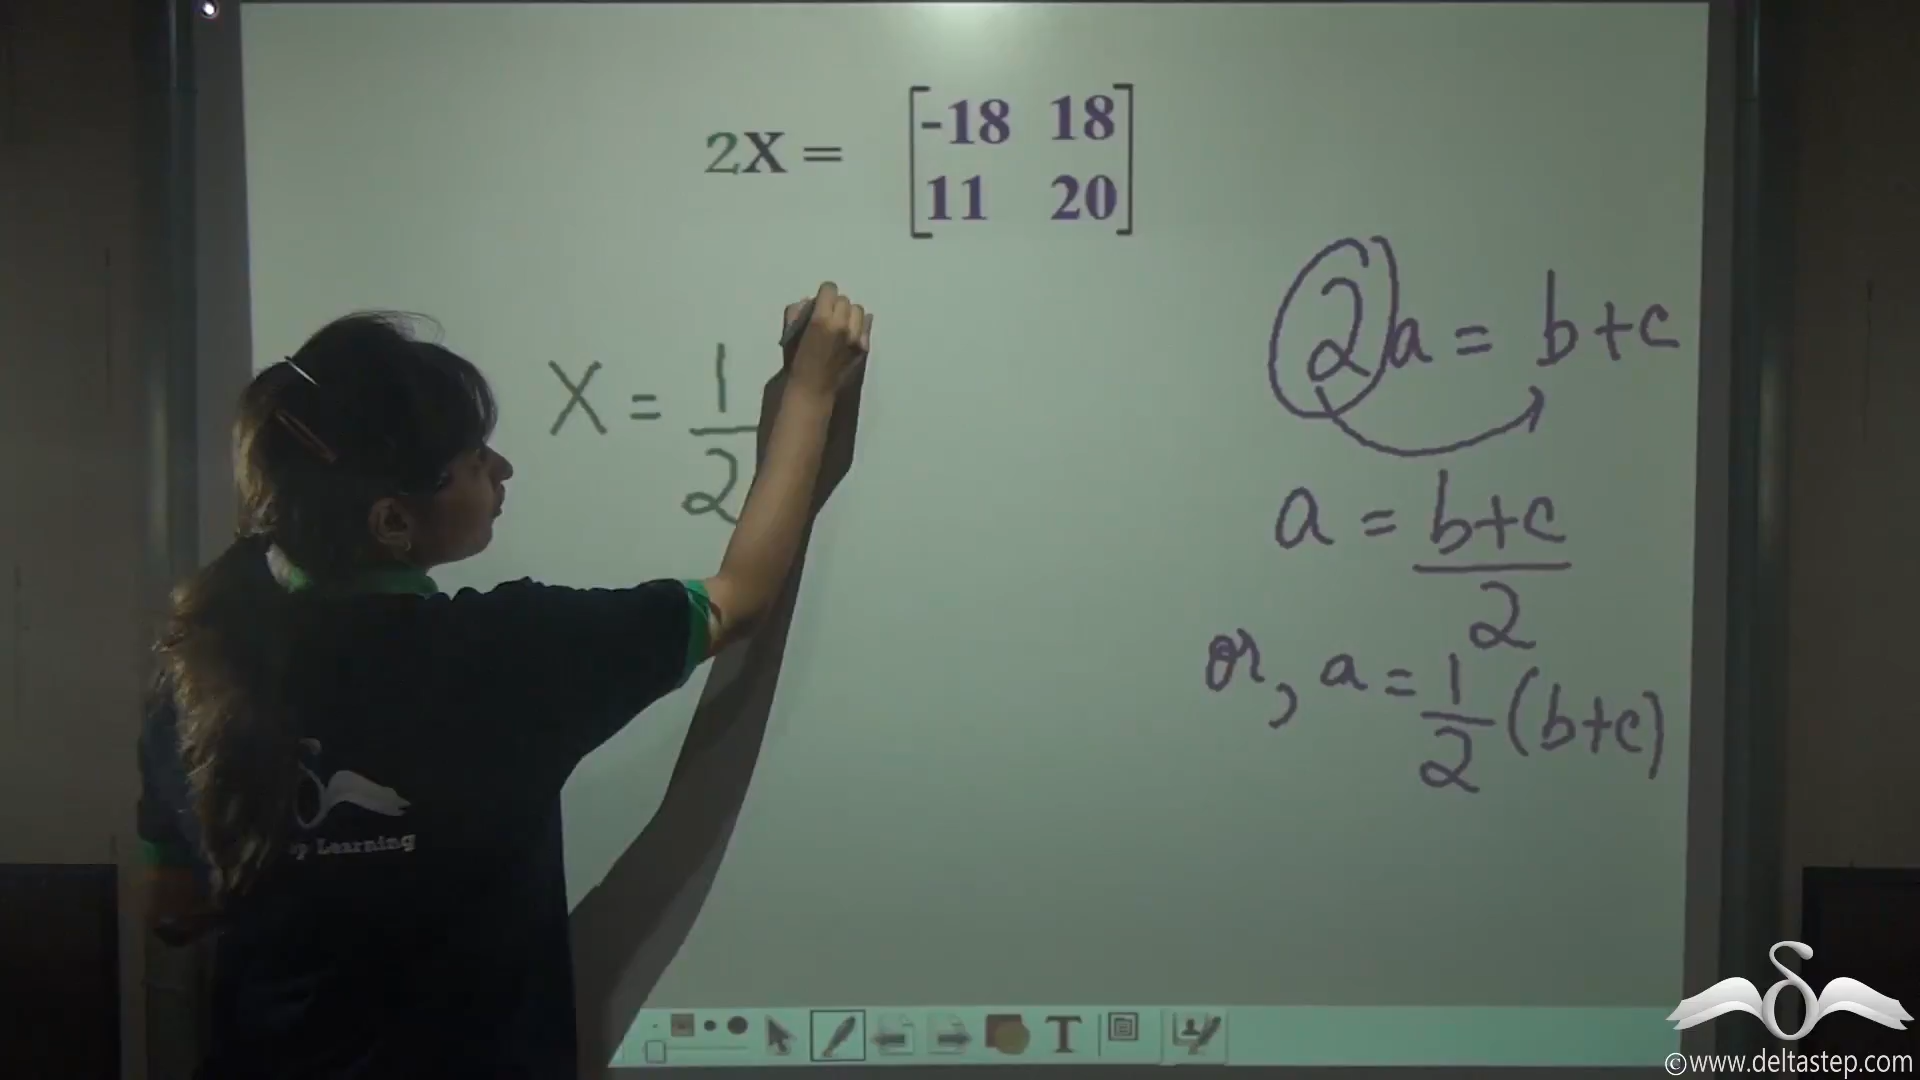 2X = [-18 18
11 20]
X = 1/2
2a = b+c
a = b+c/2
or, a = 1/2 (b+c)
Learning
T
©www.deltastep.com